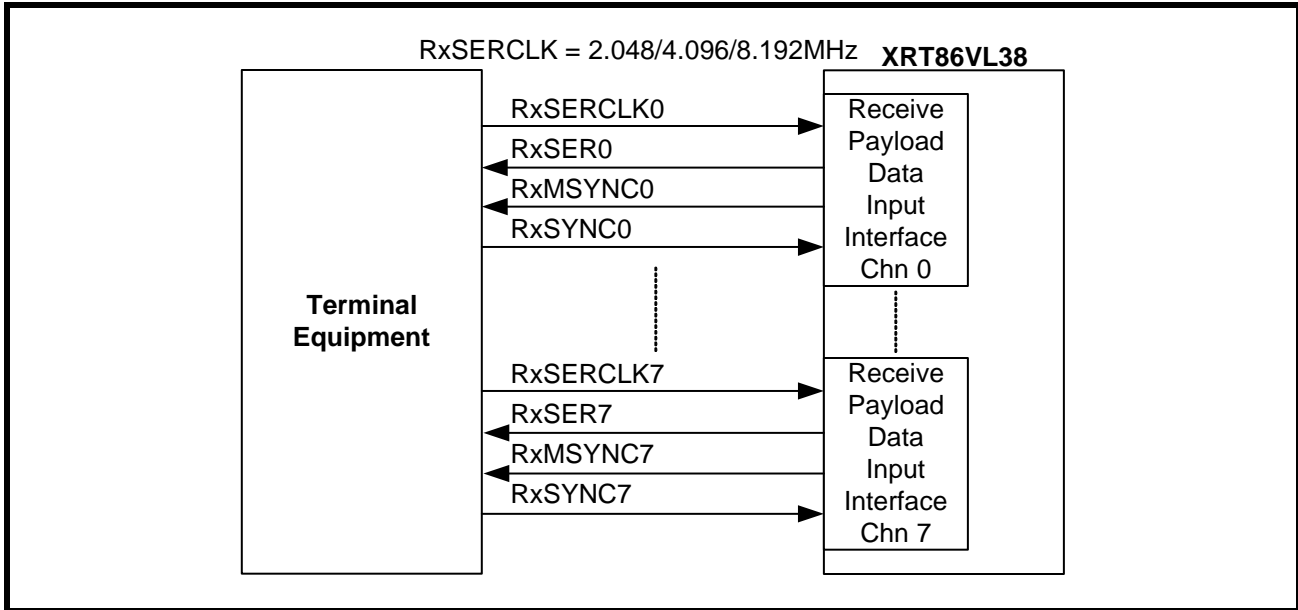 RxSERCLK = 2.048/4.096/8.192MHz
XRT86VL38
Terminal
Equipment
RxSERCLK0
RxSER0
RxMSYNC0
RxSYNC0
Receive
Payload
Data
Input
Interface
Chn 0
RxSERCLK7
RxSER7
RxMSYNC7
RxSYNC7
Receive
Payload
Data
Input
Interface
Chn 7